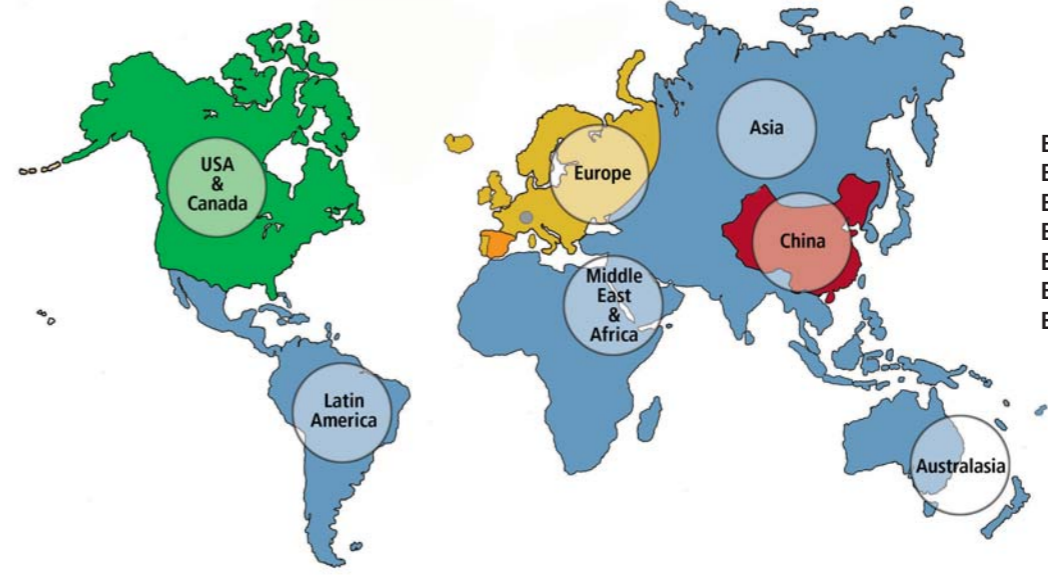 USA
&
Canada
Europe
Asia
China
Middle
East
&
Africa
Latin
America
Australasia
E
E
E
E
E
E
E